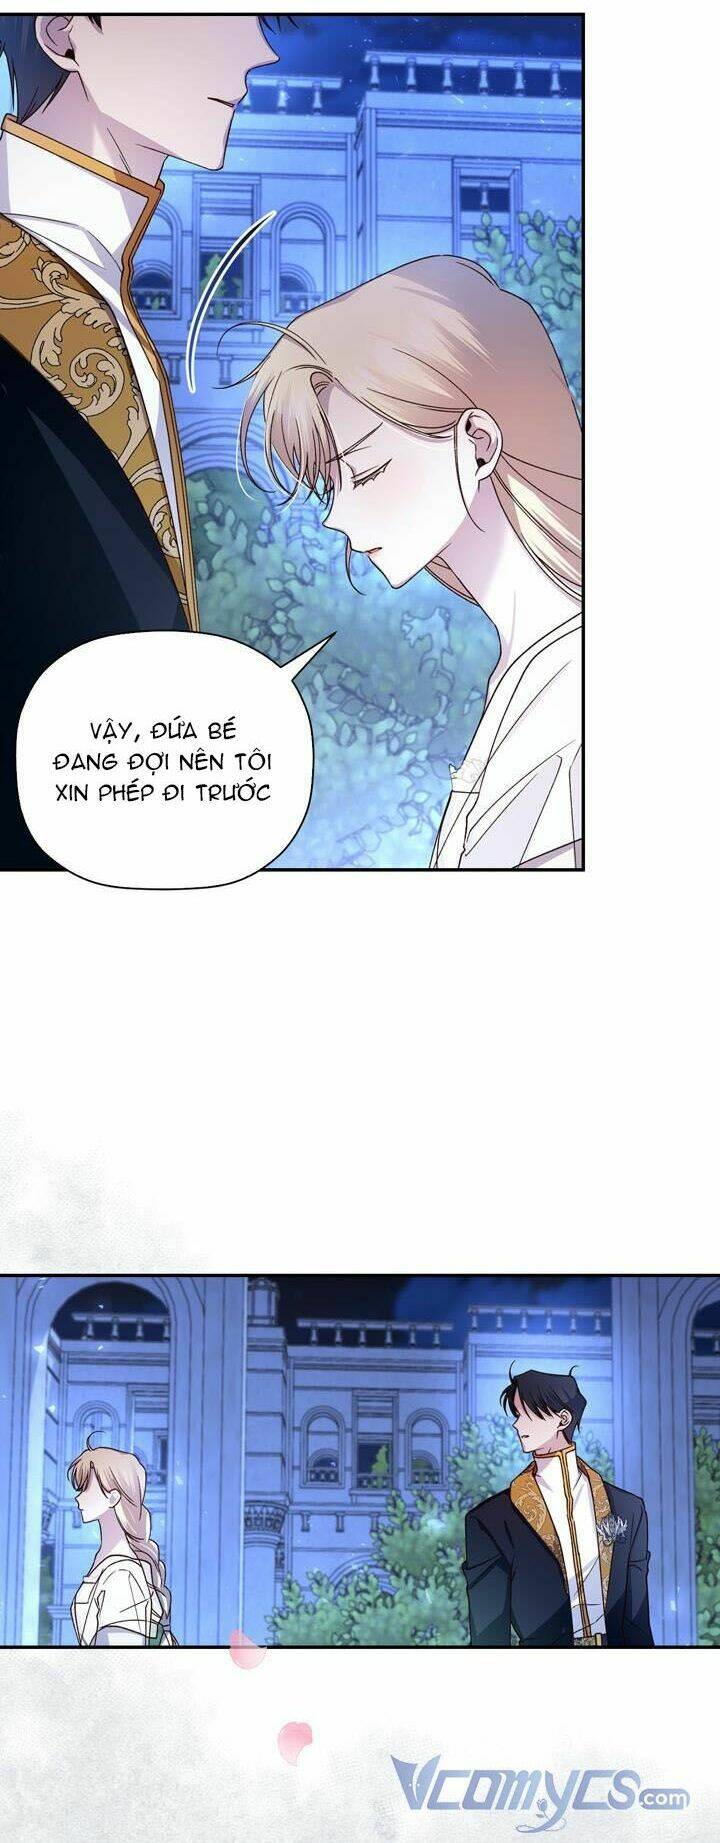 VẬY, ĐỨA BÉ
ĐANG ĐỢI NÊN TÔI
XIN PHÉP ĐI TRƯỚC
VCOMYCS.com